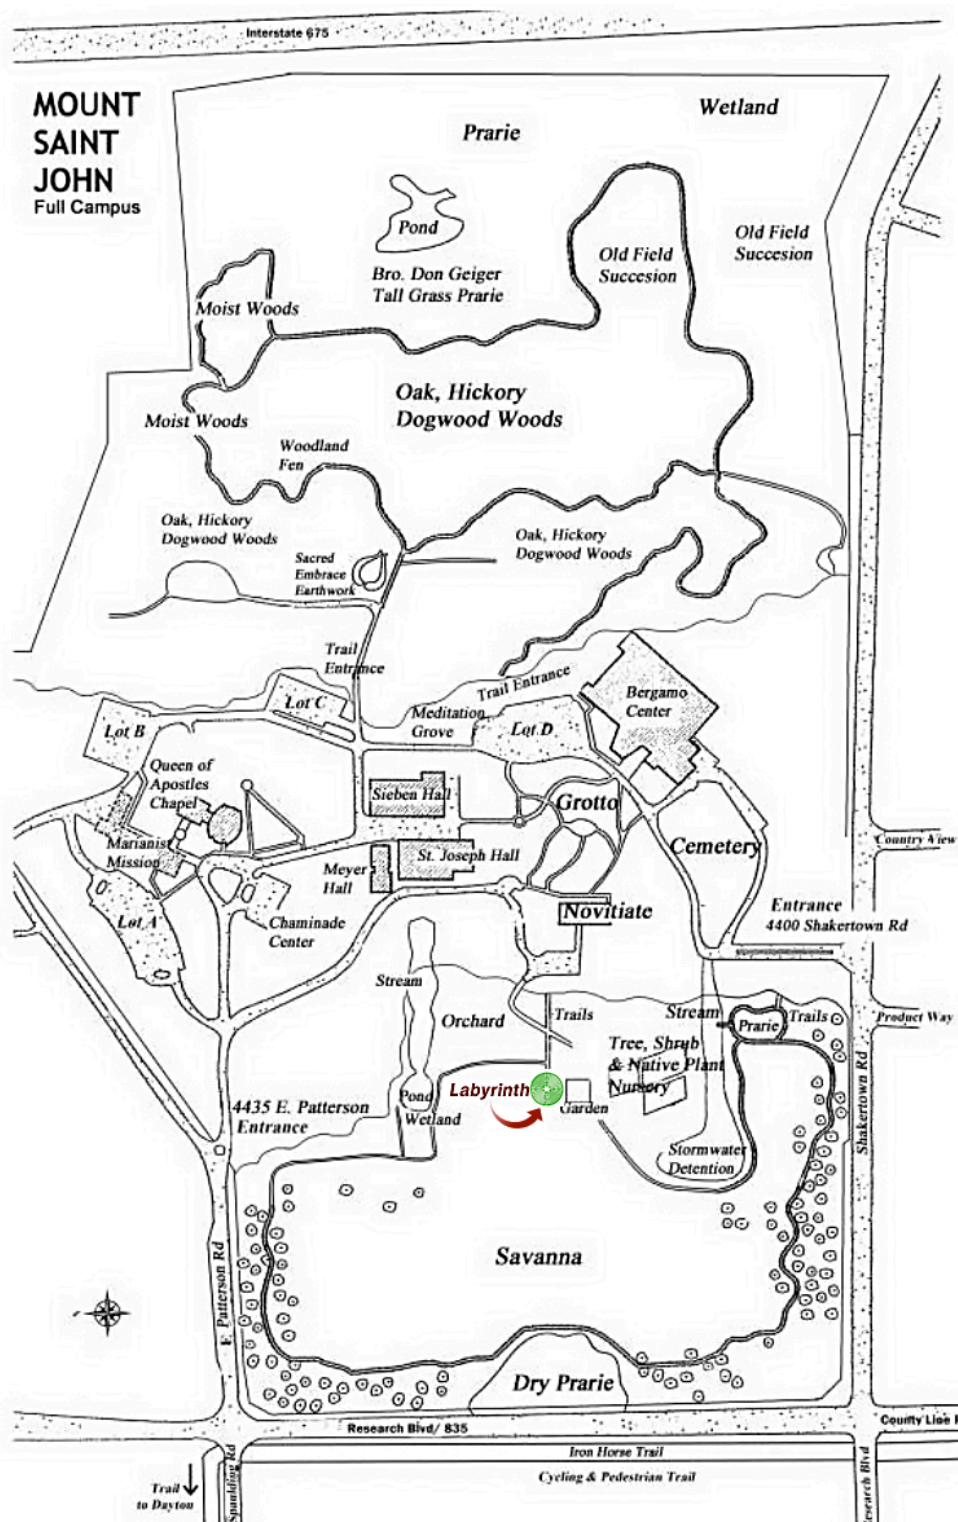 Interstate 675
MOUNT
SAINT
JOHN
Full Campus
Wetland
Prarie
Pond
Old Field
Succesion
Old Field
Succesion
Bro. Don Geiger
Tall Grass Prarie
Moist Woods
Oak, Hickory
Dogwood Woods
Moist Woods
Woodland
Fen
Oak, Hickory
Dogwood Woods
Oak, Hickory
Dogwood Woods
Sacred
Embrace
Earthwork
Trail
Entrance
Trail Entrance
Bergamo
Center
Lot C
Meditation
Grove
Lot D
Lot B
Queen of
Apostles
Chapel
Sieben Hall
Grotto
Marianist
Mission
Meyer
Hall
St. Joseph Hall
Cemetery
Country View
Entrance
4400 Shakertown Rd
Novitiate
Lot A
Chaminade
Center
Stream
Orchard
Trails
Stream
Prarie
Trails
Product Way
Tree, Shrub
& Native Plant
Nursery
Labyrinth
Garden
Pond
Wetland
4435 E. Patterson
Entrance
Shakertown Rd
Stormwater
Detention
Savanna
E. Patterson Rd
Dry Prarie
Research Blvd/ 835
County Line
Iron Horse Trail
Cycling & Pedestrian Trail
Trail
to Dayton
Spaulding Rd
Research Blvd